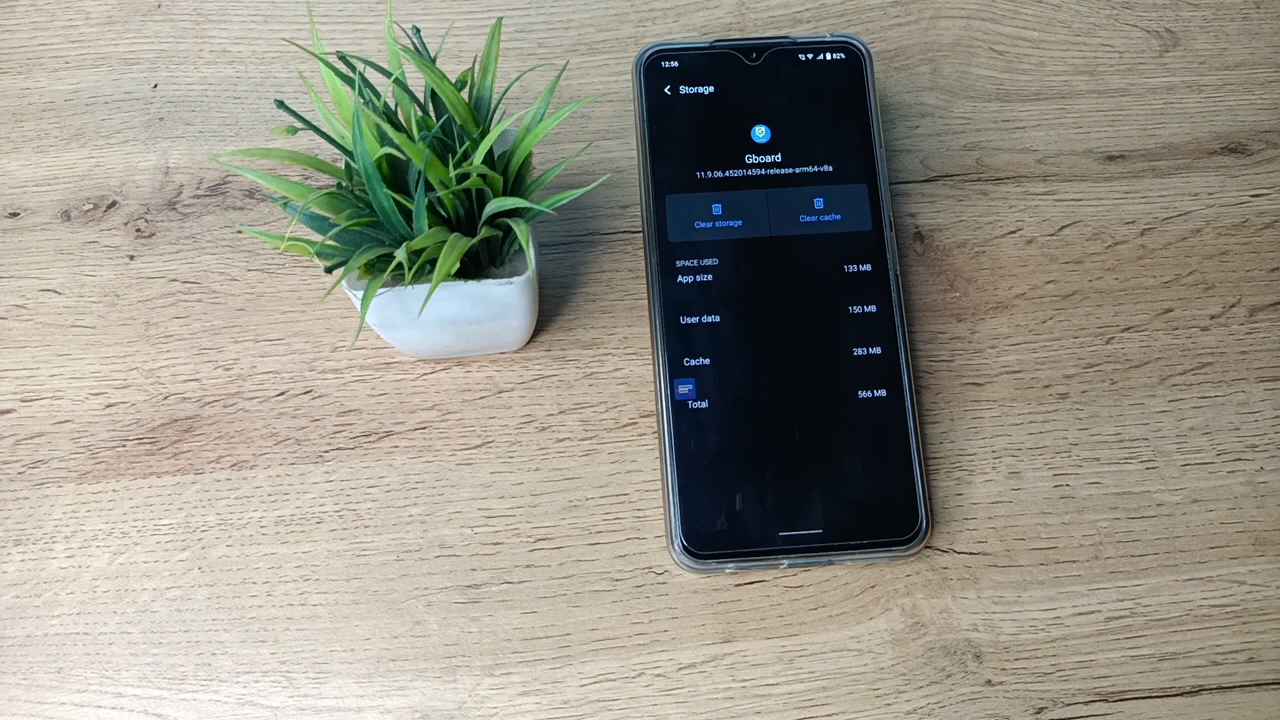 12:56
82%
Storage
Gboard
11.9.06.452014594-release-arm64-v8a
Clear storage
Clear cache
SPACE USED
App size
133 MB
User data
150 MB
Cache
283 MB
Total
566 MB